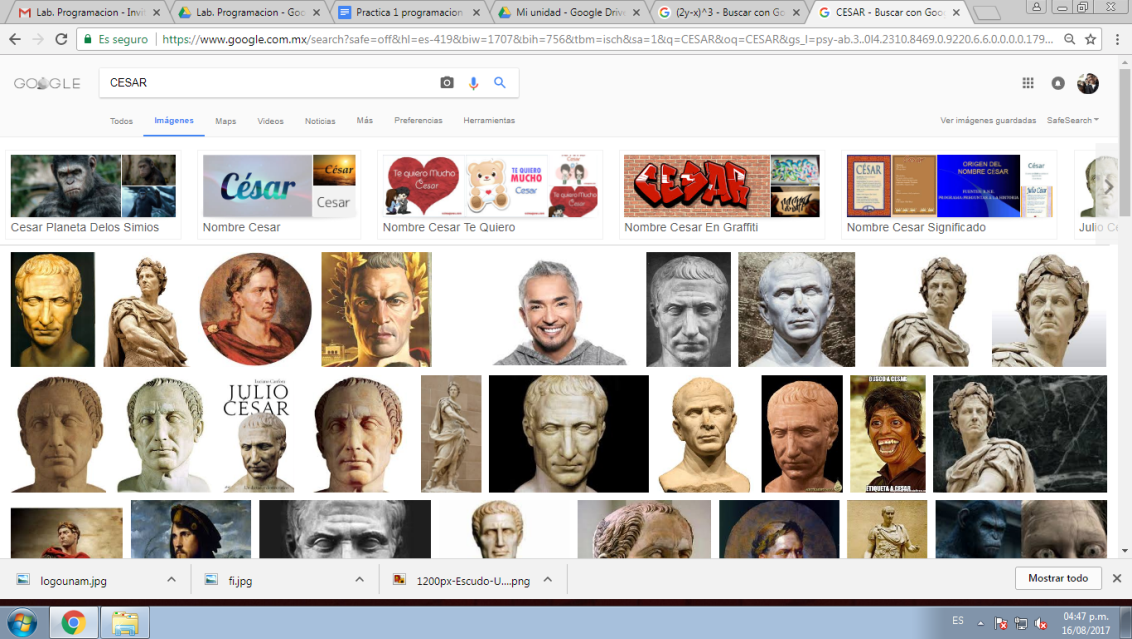 Lab. Programacion - Invit
Lab. Programacion - Goo
Practica 1 programacion
Mi unidad - Google Drive
(2y-x)^3 - Buscar con Go
CESAR - Buscar con Goog
Es seguro
https://www.google.com.mx/search?safe=off&hl=es-419&biw=1707&bih=756&tbm=isch&sa=1&q=CESAR&oq=CESAR&gs_l=psy-ab.3..0l4.2310.8469.0.9220.6.6.0.0.0.0.179...
GOOGLE
CESAR
Todos
Imágenes
Maps
Videos
Noticias
Más
Preferencias
Herramientas
Ver imágenes guardadas
SafeSearch
César
Cesar
Te quiero Mucho
Cesar
TE QUIERO
MUCHO
Cesar
CESAR
CÉSAR
ORIGEN DEL
NOMBRE CÉSAR
César
Cesar Planeta Delos Simios
Nombre Cesar
Nombre Cesar Te Quiero
Nombre Cesar En Graffiti
Nombre Cesar Significado
Julio C
JULIO
CESAR
ETIQUETA A CESAR
logounam.jpg
fi.jpg
1200px-Escudo-U....png
Mostrar todo
ES
04:47 p.m.
16/08/2017